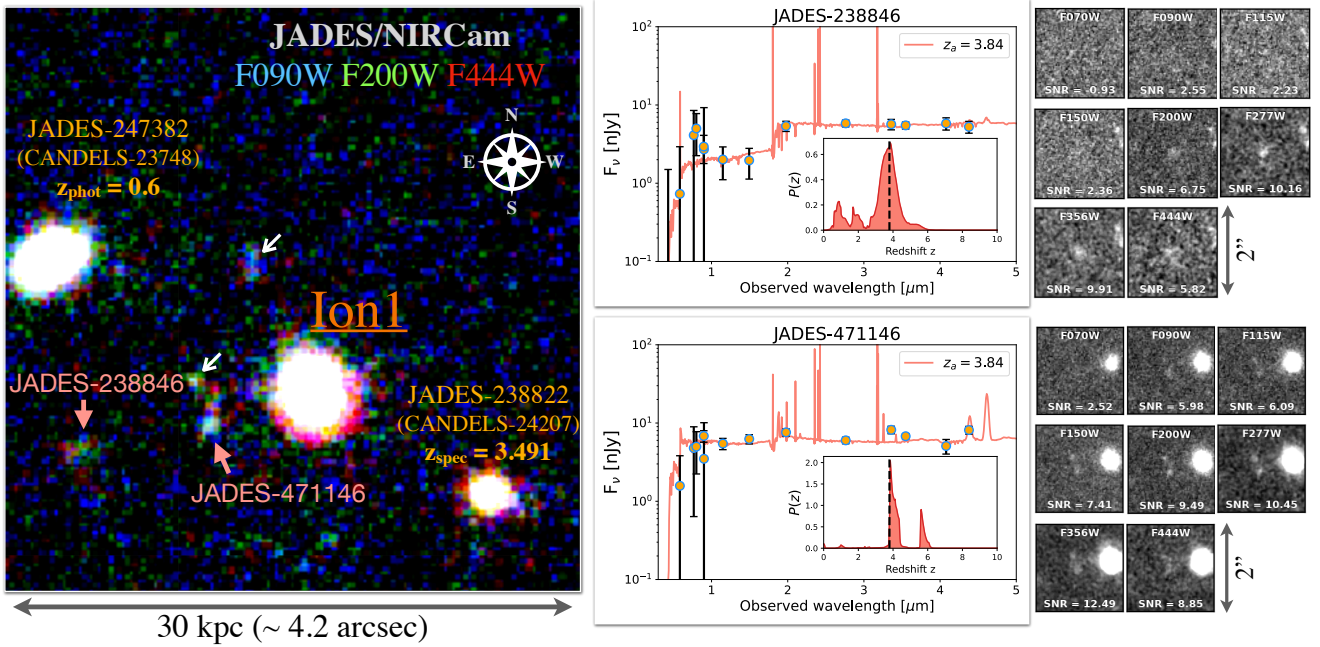 JADES/NIRCam
F090W F200W F444W
JADES-247382
(CANDELS-23748)
z_phot = 0.6
N
E W
S
Ion1
JADES-238846
JADES-238822
(CANDELS-24207)
z_spec = 3.491
JADES-471146
30 kpc (~ 4.2 arcsec)
JADES-238846
z_a = 3.84
F_ν [nJy]
10² 
10¹
10⁰
10⁻¹
1 2 3 4 5
Observed wavelength [μm]
P(z)
0.6
0.4
0.2
0.0
0 2 4 6 8 10
Redshift z
F070W
SNR = -0.93
F090W
SNR = 2.55
F115W
SNR = 2.23
F150W
SNR = 2.36
F200W
SNR = 6.75
F277W
SNR = 10.16
F356W
SNR = 9.91
F444W
SNR = 5.82
2”
JADES-471146
z_a = 3.84
F_ν [nJy]
10²
10¹
10⁰
10⁻¹
1 2 3 4 5
Observed wavelength [μm]
P(z)
2.0
1.5
1.0
0.5
0.0
0 2 4 6 8 10
Redshift z
F070W
SNR = 2.52
F090W
SNR = 5.98
F115W
SNR = 6.09
F150W
SNR = 7.41
F200W
SNR = 9.49
F277W
SNR = 10.45
F356W
SNR = 12.49
F444W
SNR = 8.85
2”